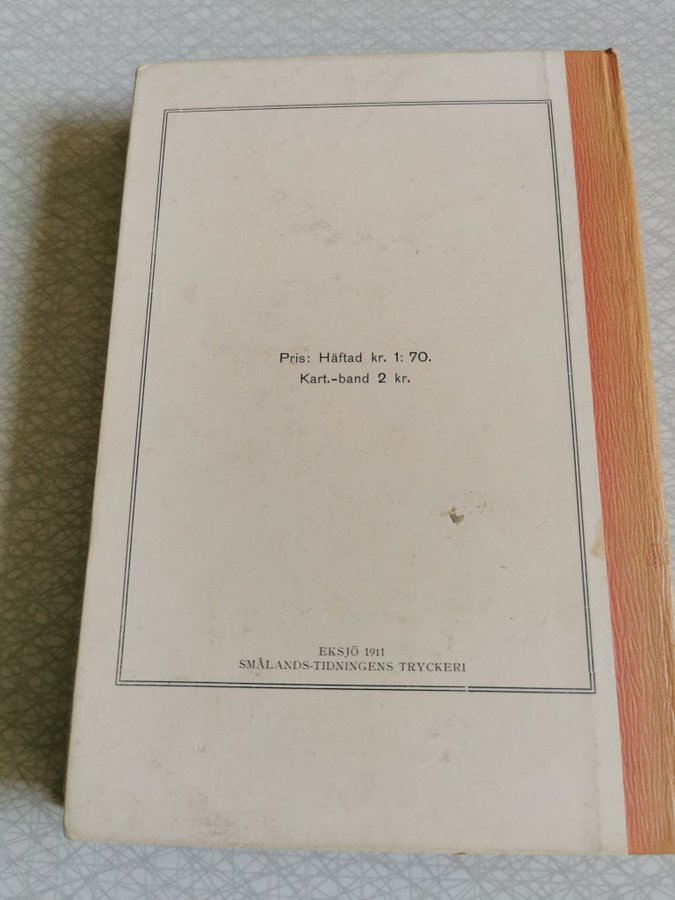 Pris: Häftad kr. 1: 70.
Kart.-band 2 kr.
EKSJÖ 1911
SMÅLANDS-TIDNINGENS TRYCKERI